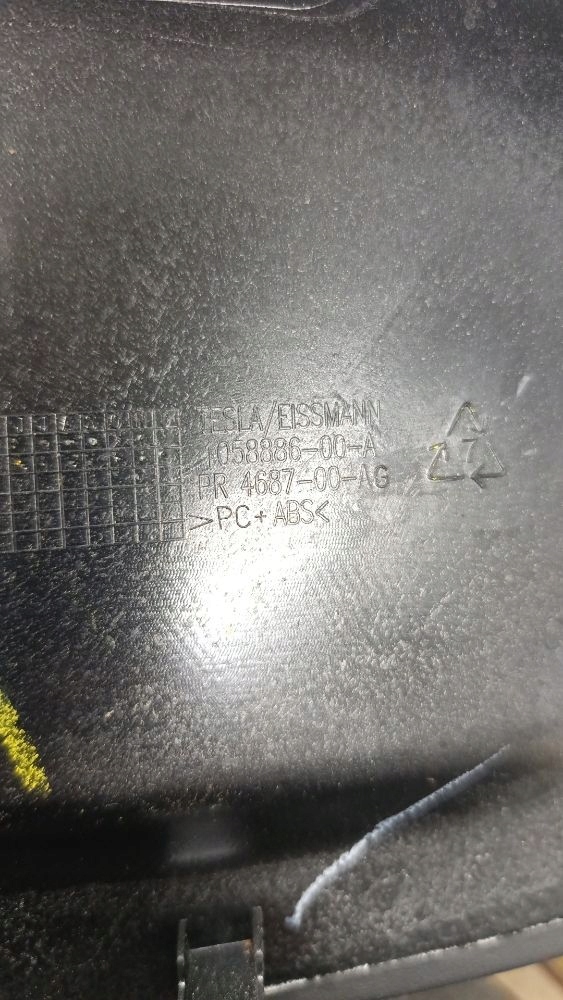 TESLA/EISSMANN
1058886-00-A
PR 4687-00-AG
>PC+ABS<
7